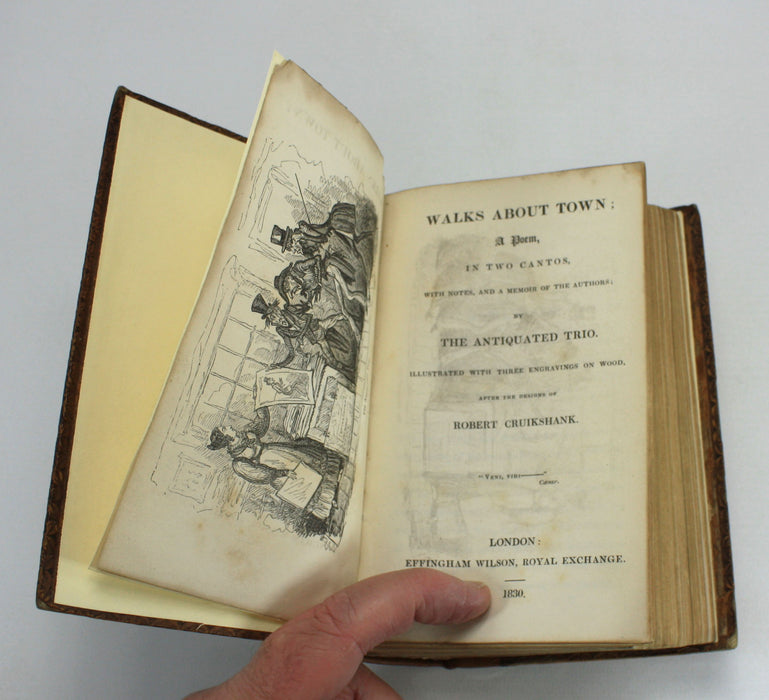 WALKS ABOUT TOWN;
A Poem,
IN TWO CANTOS,
WITH NOTES, AND A MEMOIR OF THE AUTHORS;
BY
THE ANTIQUATED TRIO.
ILLUSTRATED WITH THREE ENGRAVINGS ON WOOD,
AFTER THE DESIGNS OF
ROBERT CRUIKSHANK.
"VENI, VIDI———"
Cæsar.
LONDON:
EFFINGHAM WILSON, ROYAL EXCHANGE.
1830.